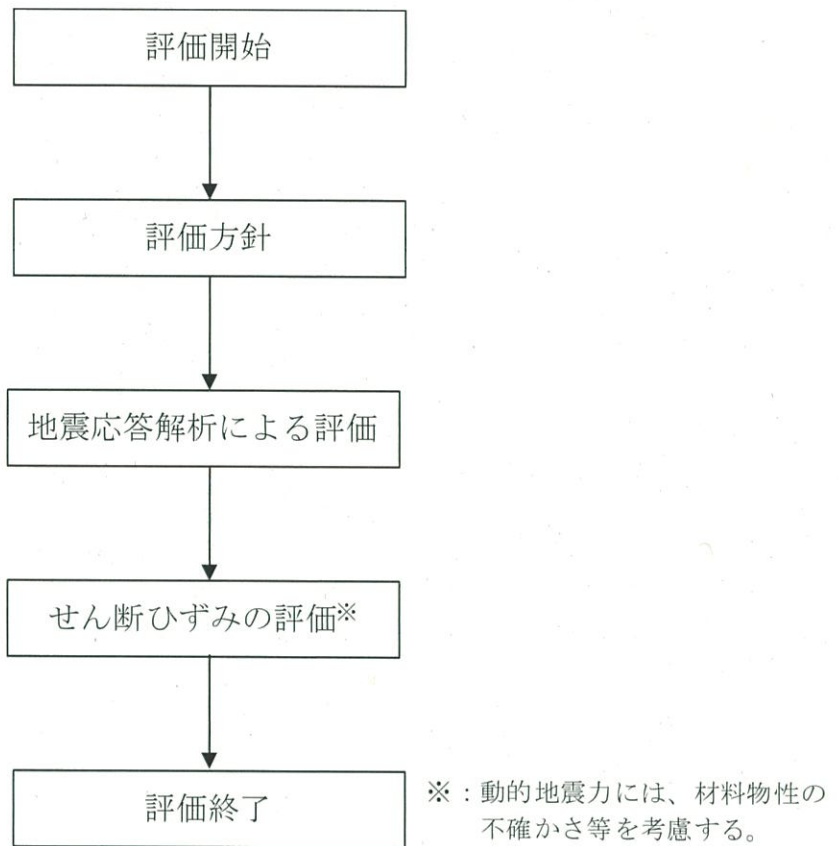 評価開始
評価方針
地震応答解析による評価
せん断ひずみの評価※
評価終了
※：動的地震力には、材料物性の
不確かさ等を考慮する。